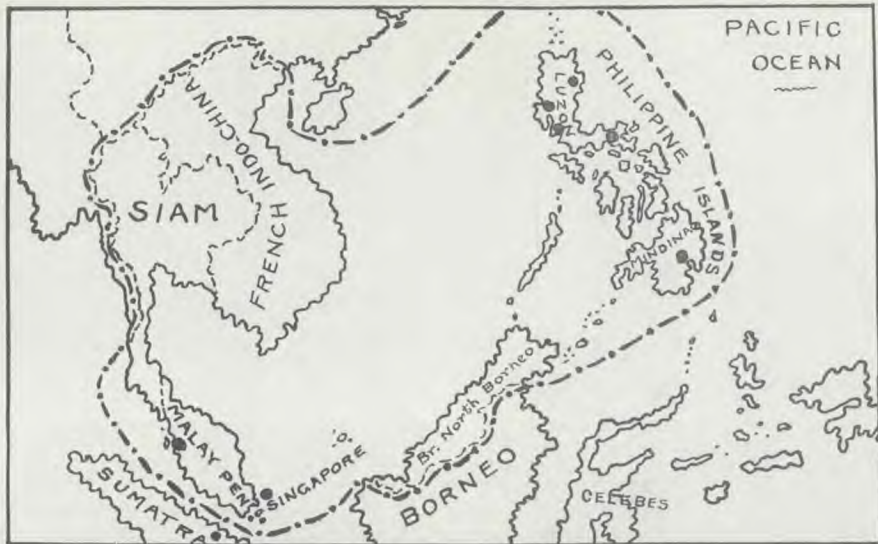 PACIFIC
OCEAN
PHILIPPINE
ISLANDS
LUZON
MINDINAO
FRENCH
INDO-CHINA
SIAM
Br. North Borneo
BORNEO
MALAY PEN.
SINGAPORE
SUMATRA
CELEBES